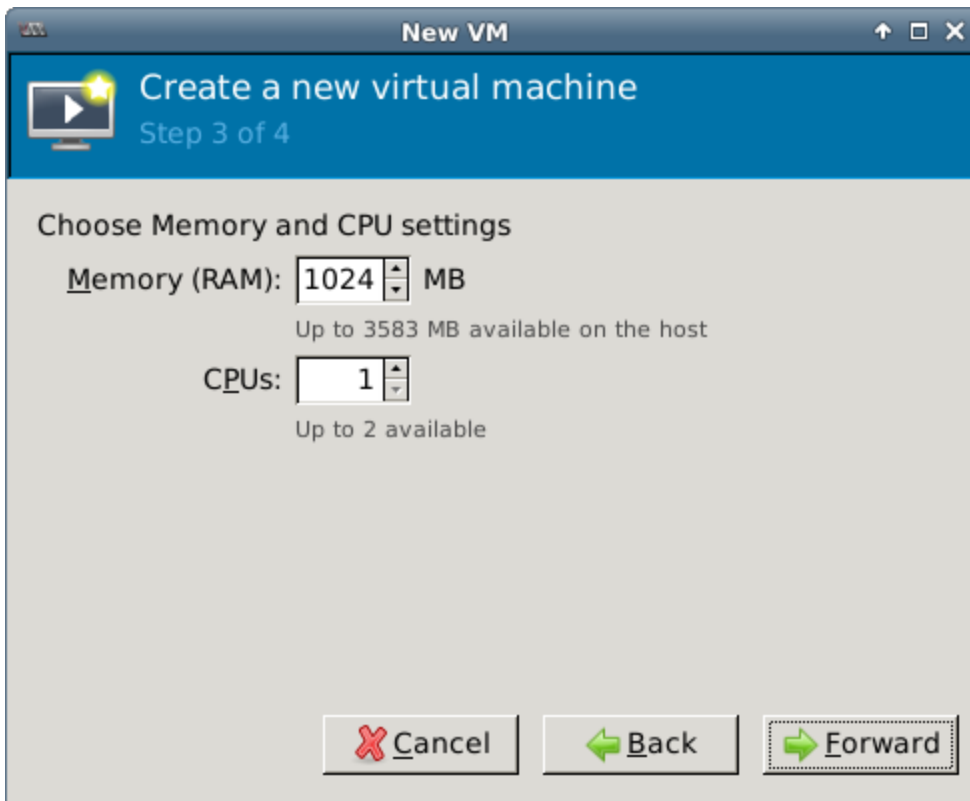 New VM
Create a new virtual machine
Step 3 of 4
Choose Memory and CPU settings
Memory (RAM): 1024 MB
Up to 3583 MB available on the host
CPUs: 1
Up to 2 available
Cancel Back Forward